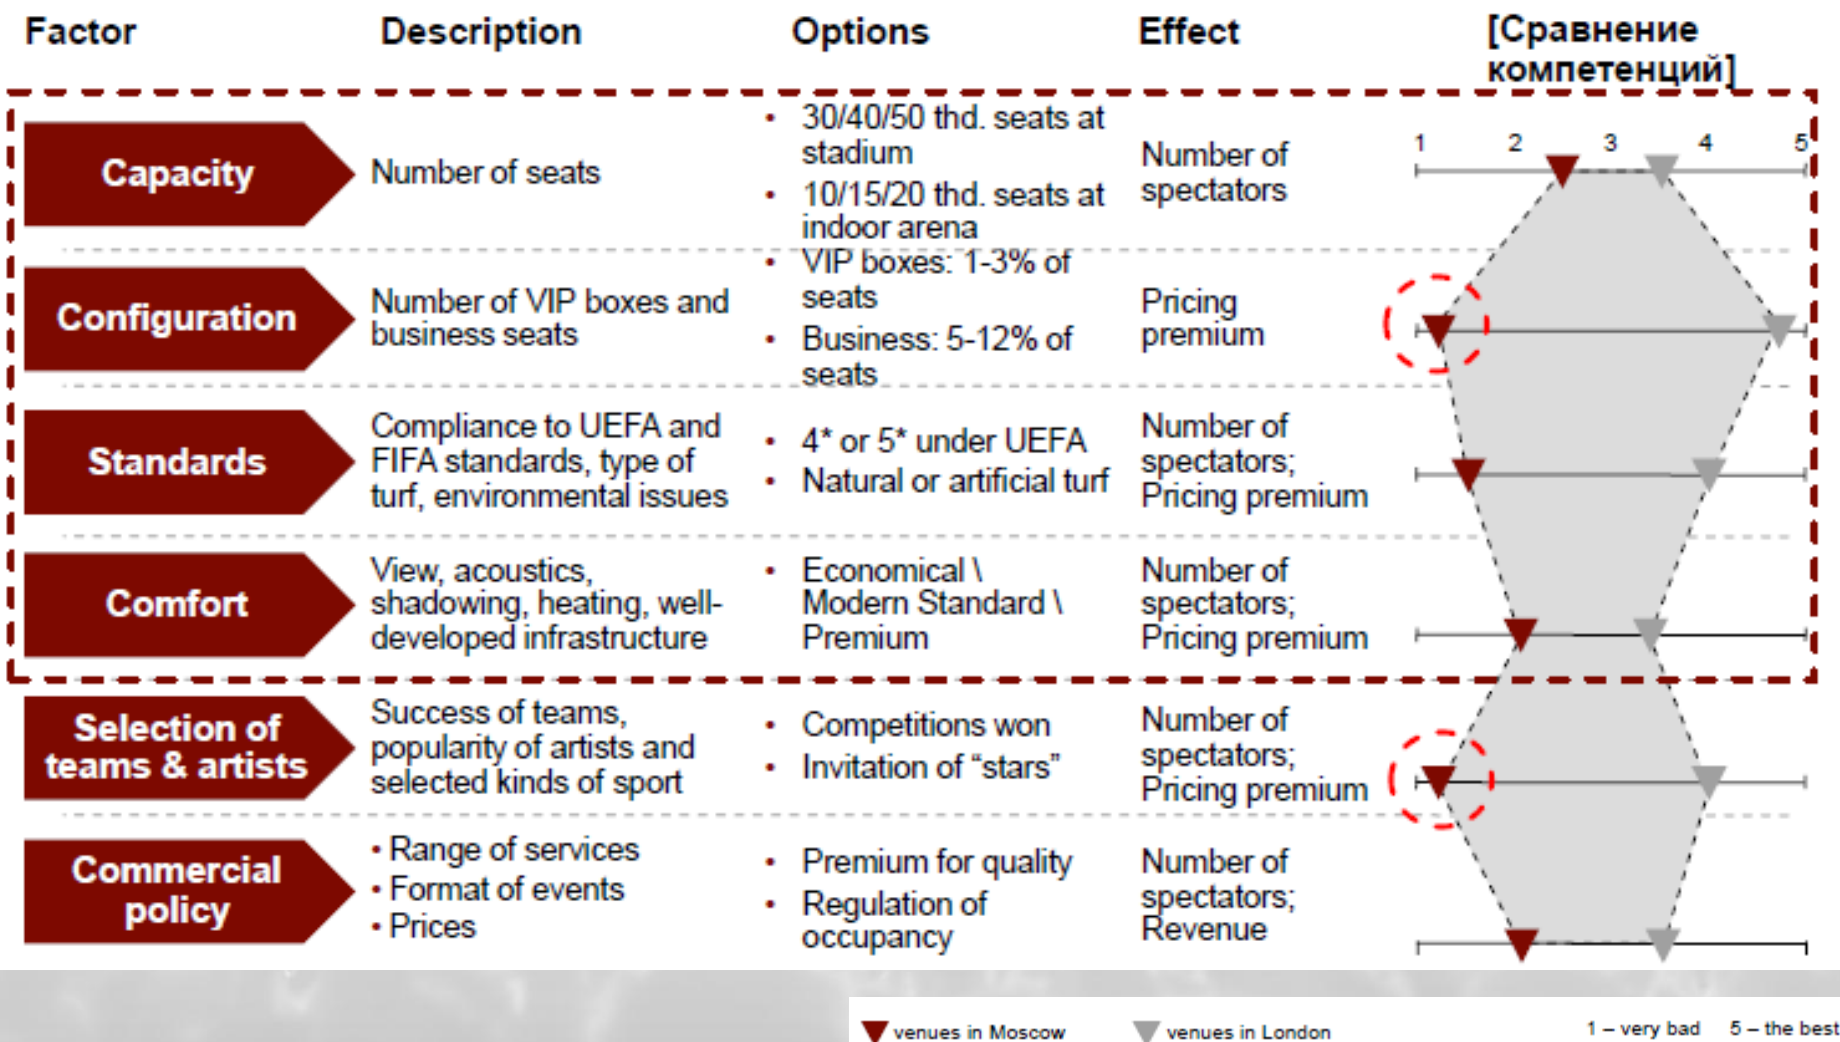 Factor
Description
Options
Effect
[Сравнение
компетенций]
Capacity
Number of seats
• 30/40/50 thd. seats at
stadium
• 10/15/20 thd. seats at
indoor arena
Number of
spectators
1 2 3 4 5
Configuration
Number of VIP boxes and
business seats
• VIP boxes: 1-3% of
seats
• Business: 5-12% of
seats
Pricing
premium
Standards
Compliance to UEFA and
FIFA standards, type of
turf, environmental issues
• 4* or 5* under UEFA
• Natural or artificial turf
Number of
spectators;
Pricing premium
Comfort
View, acoustics,
shadowing, heating, well-
developed infrastructure
• Economical \
Modern Standard \
Premium
Number of
spectators;
Pricing premium
Selection of
teams & artists
Success of teams,
popularity of artists and
selected kinds of sport
• Competitions won
• Invitation of “stars”
Number of
spectators;
Pricing premium
Commercial
policy
• Range of services
• Format of events
• Prices
• Premium for quality
• Regulation of
occupancy
Number of
spectators;
Revenue
venues in Moscow
venues in London
1 – very bad 5 – the best